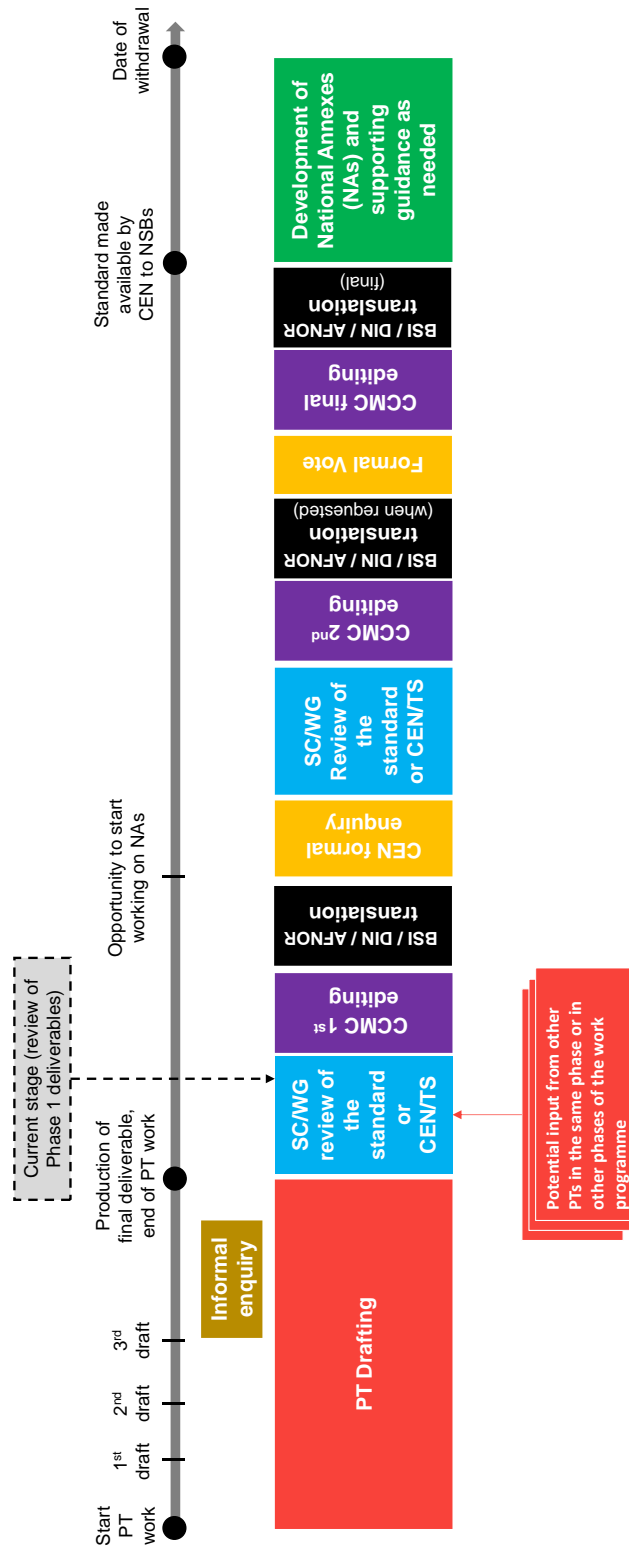 Current stage (review of
Phase 1 deliverables)
Start
PT
work
1st
draft
2nd
draft
3rd
draft
Production of
final deliverable,
end of PT work
Opportunity to start
working on NAs
Standard made
available by
CEN to NSBs
Date of
withdrawal
Informal
enquiry
PT Drafting
SC/WG
review of
the
standard
or
CEN/TS
CCMC 1st
editing
BSI / DIN / AFNOR
translation
CEN formal
enquiry
SC/WG
Review of
the
standard
or CEN/TS
CCMC 2nd
editing
BSI / DIN / AFNOR
translation
(when requested)
Formal Vote
CCMC final
editing
BSI / DIN / AFNOR
translation
(final)
Development of
National Annexes
(NAs) and
supporting
guidance as
needed
Potential input from other
PTs in the same phase or in
other phases of the work
programme